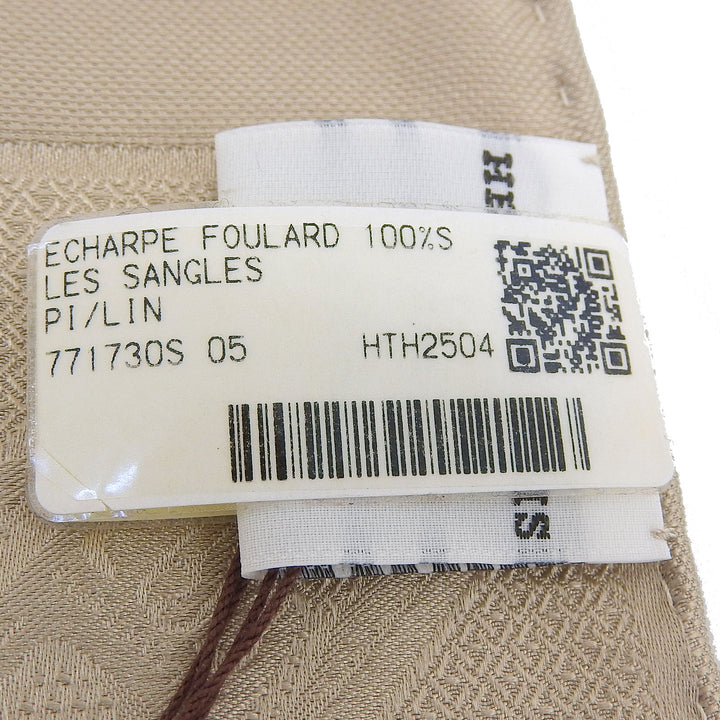 ECHARPE FOULARD 100%S
LES SANGLES
PI/LIN
771730S 05 HTH2504